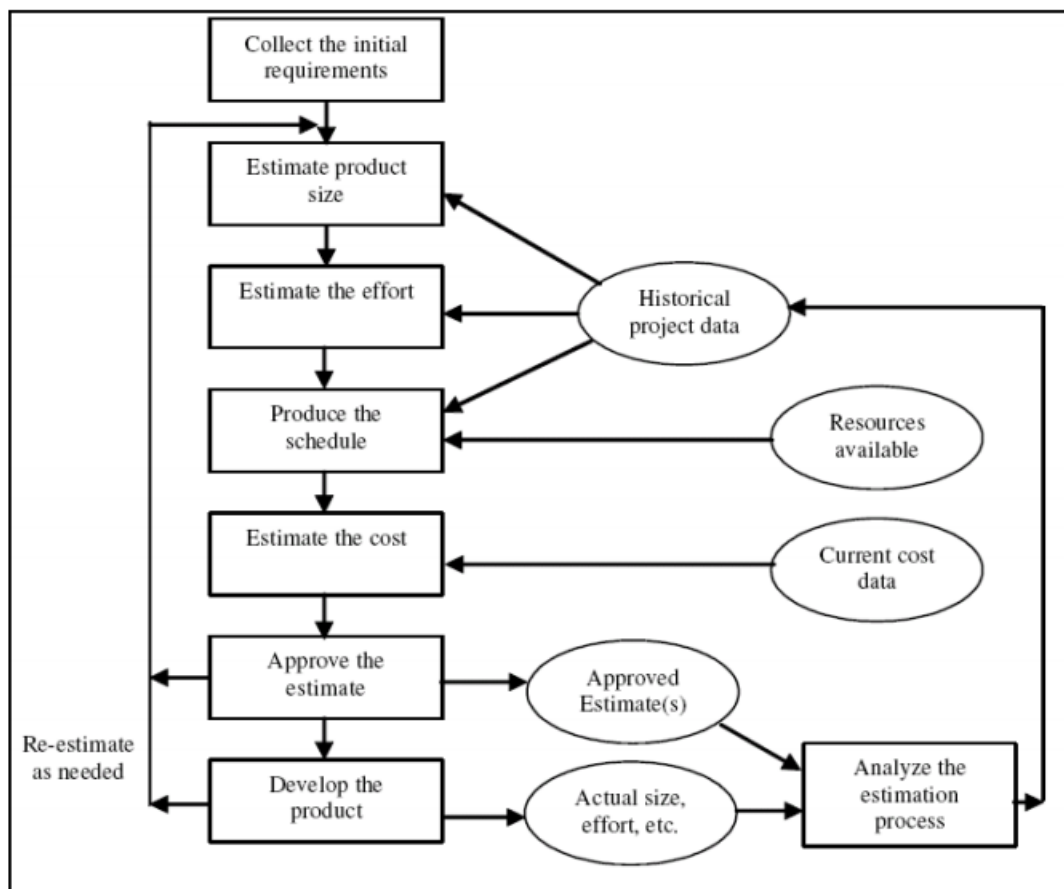 Collect the initial
requirements
Estimate product
size
Estimate the effort
Historical
project data
Produce the
schedule
Resources
available
Estimate the cost
Current cost
data
Approve the
estimate
Approved
Estimate(s)
Re-estimate
as needed
Develop the
product
Actual size,
effort, etc.
Analyze the
estimation
process